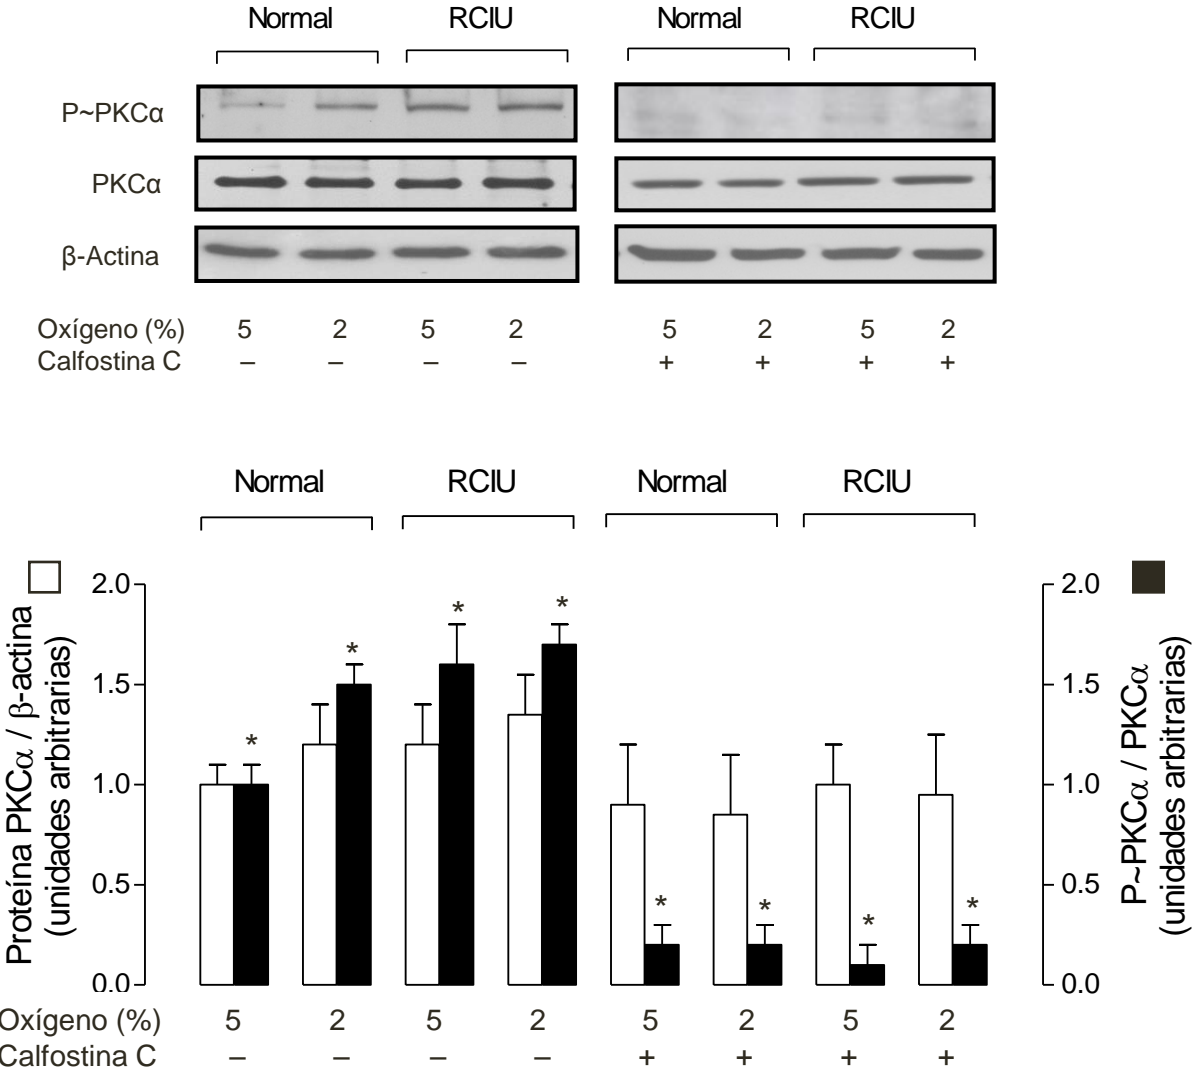 Normal RCIU Normal RCIU
P~PKCα
PKCα
β-Actina
Oxígeno (%) 5 2 5 2 5 2 5 2
Calfostina C – – – – + + + +
Normal RCIU Normal RCIU
Proteína PKCα / β-actina
(unidades arbitrarias)
2.0
1.5
1.0
0.5
0.0
* * * * * * * *
2.0
1.5
1.0
0.5
0.0
P~PKCα / PKCα
(unidades arbitrarias)
Oxígeno (%) 5 2 5 2 5 2 5 2
Calfostina C – – – – + + + +